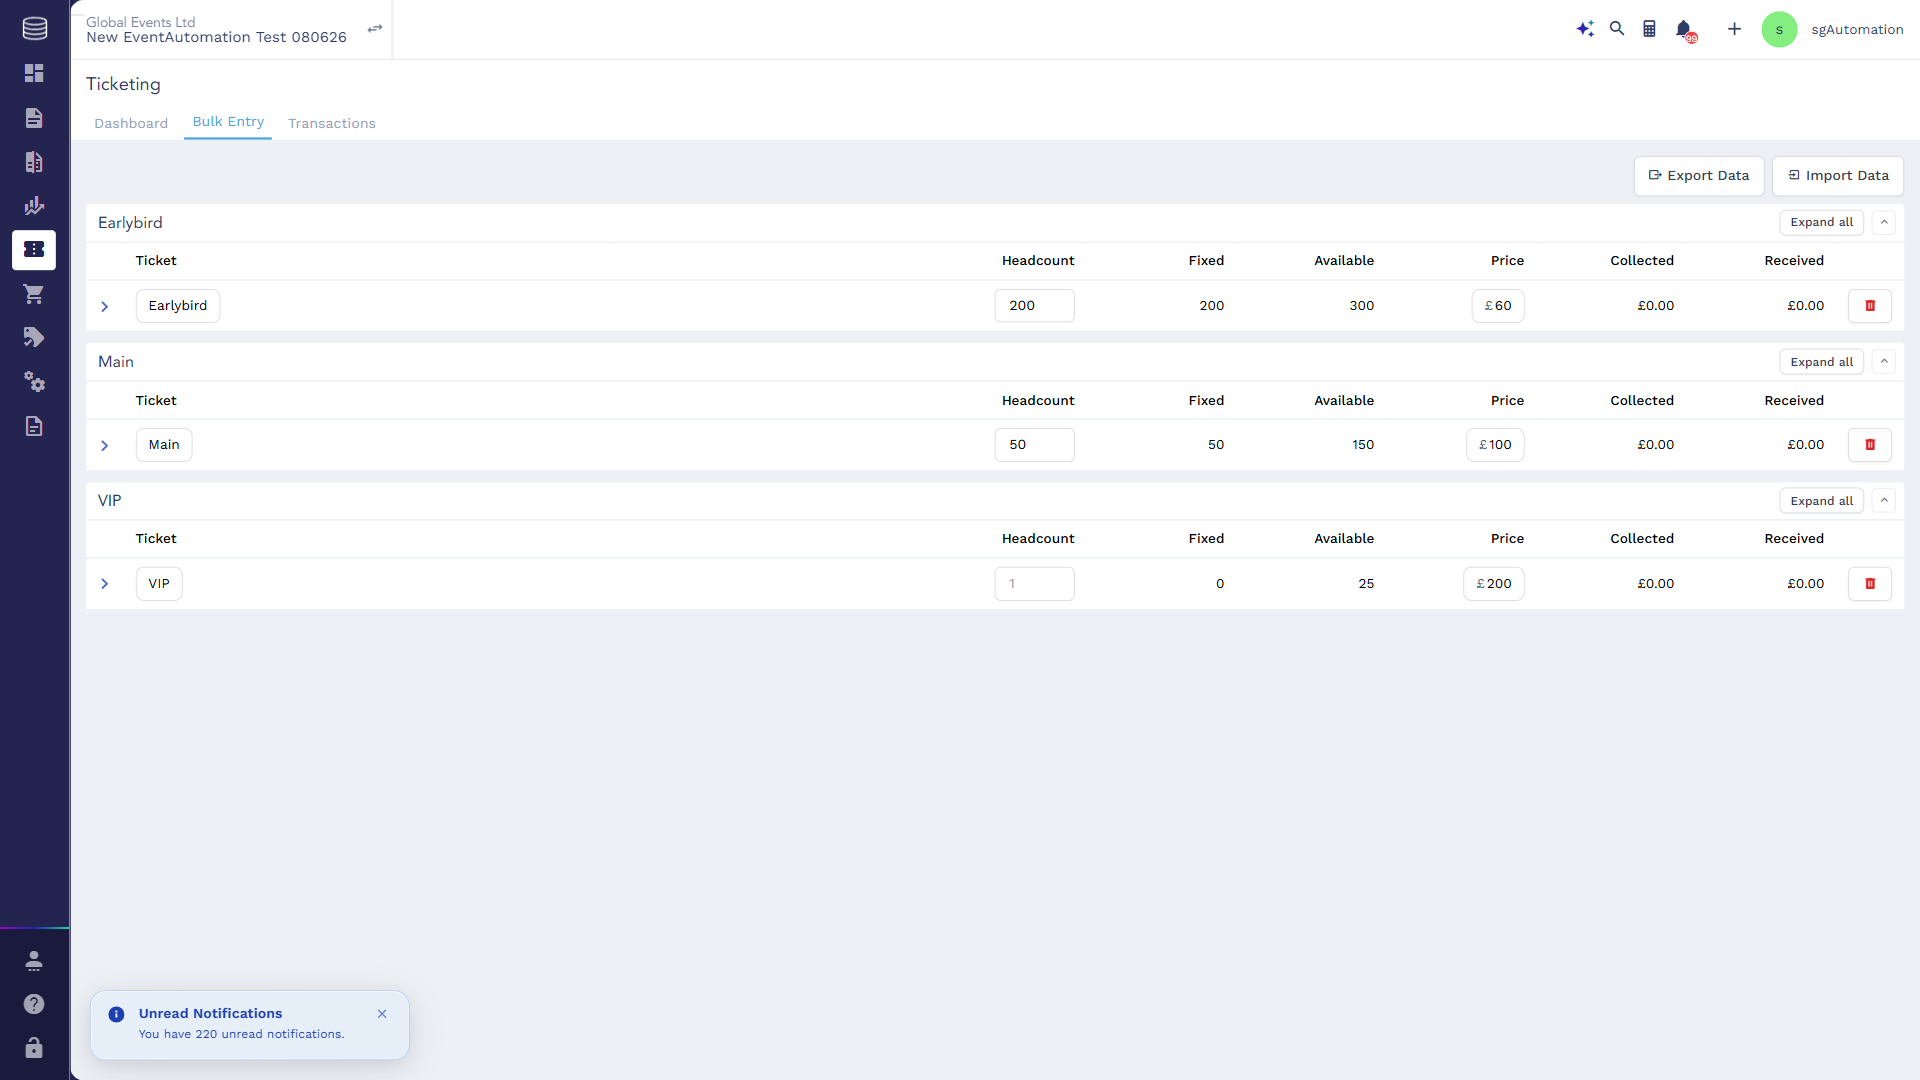 Global Events Ltd
New EventAutomation Test 080626
99
s
sgAutomation
Ticketing
Dashboard
Bulk Entry
Transactions
Export Data
Import Data
Earlybird
Expand all
Ticket Headcount Fixed Available Price Collected Received
Earlybird 200 200 300 £60 £0.00 £0.00
Main
Expand all
Ticket Headcount Fixed Available Price Collected Received
Main 50 50 150 £100 £0.00 £0.00
VIP
Expand all
Ticket Headcount Fixed Available Price Collected Received
VIP 1 0 25 £200 £0.00 £0.00
Unread Notifications
You have 220 unread notifications.